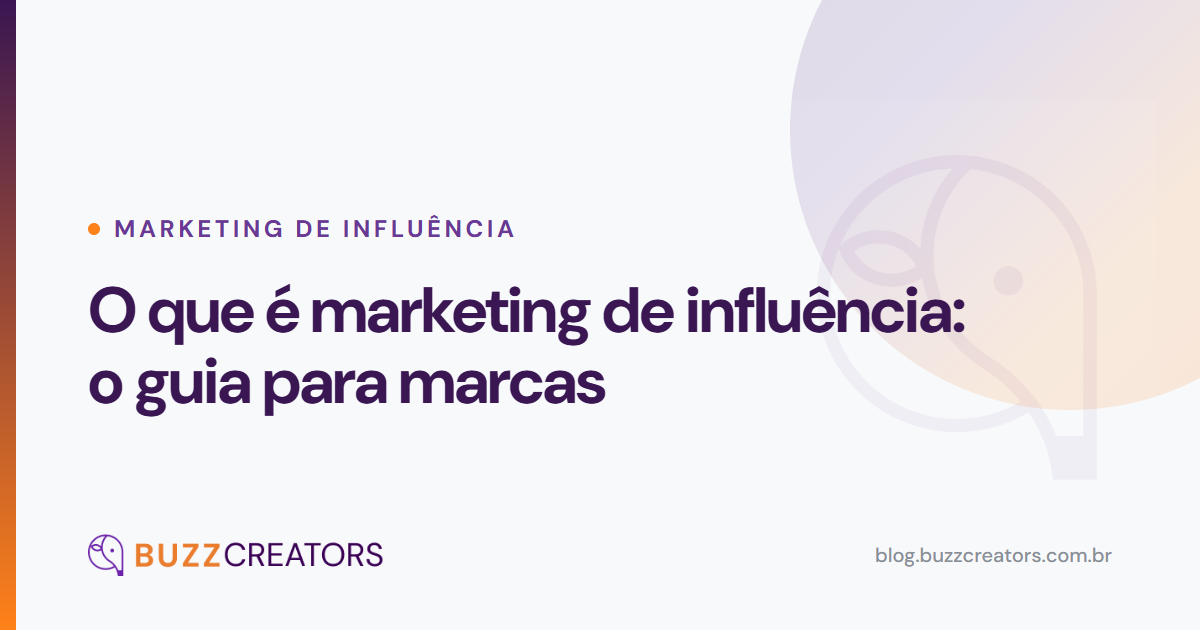 MARKETING DE INFLUÊNCIA
O que é marketing de influência:
o guia para marcas
BUZZCREATORS
blog.buzzcreators.com.br